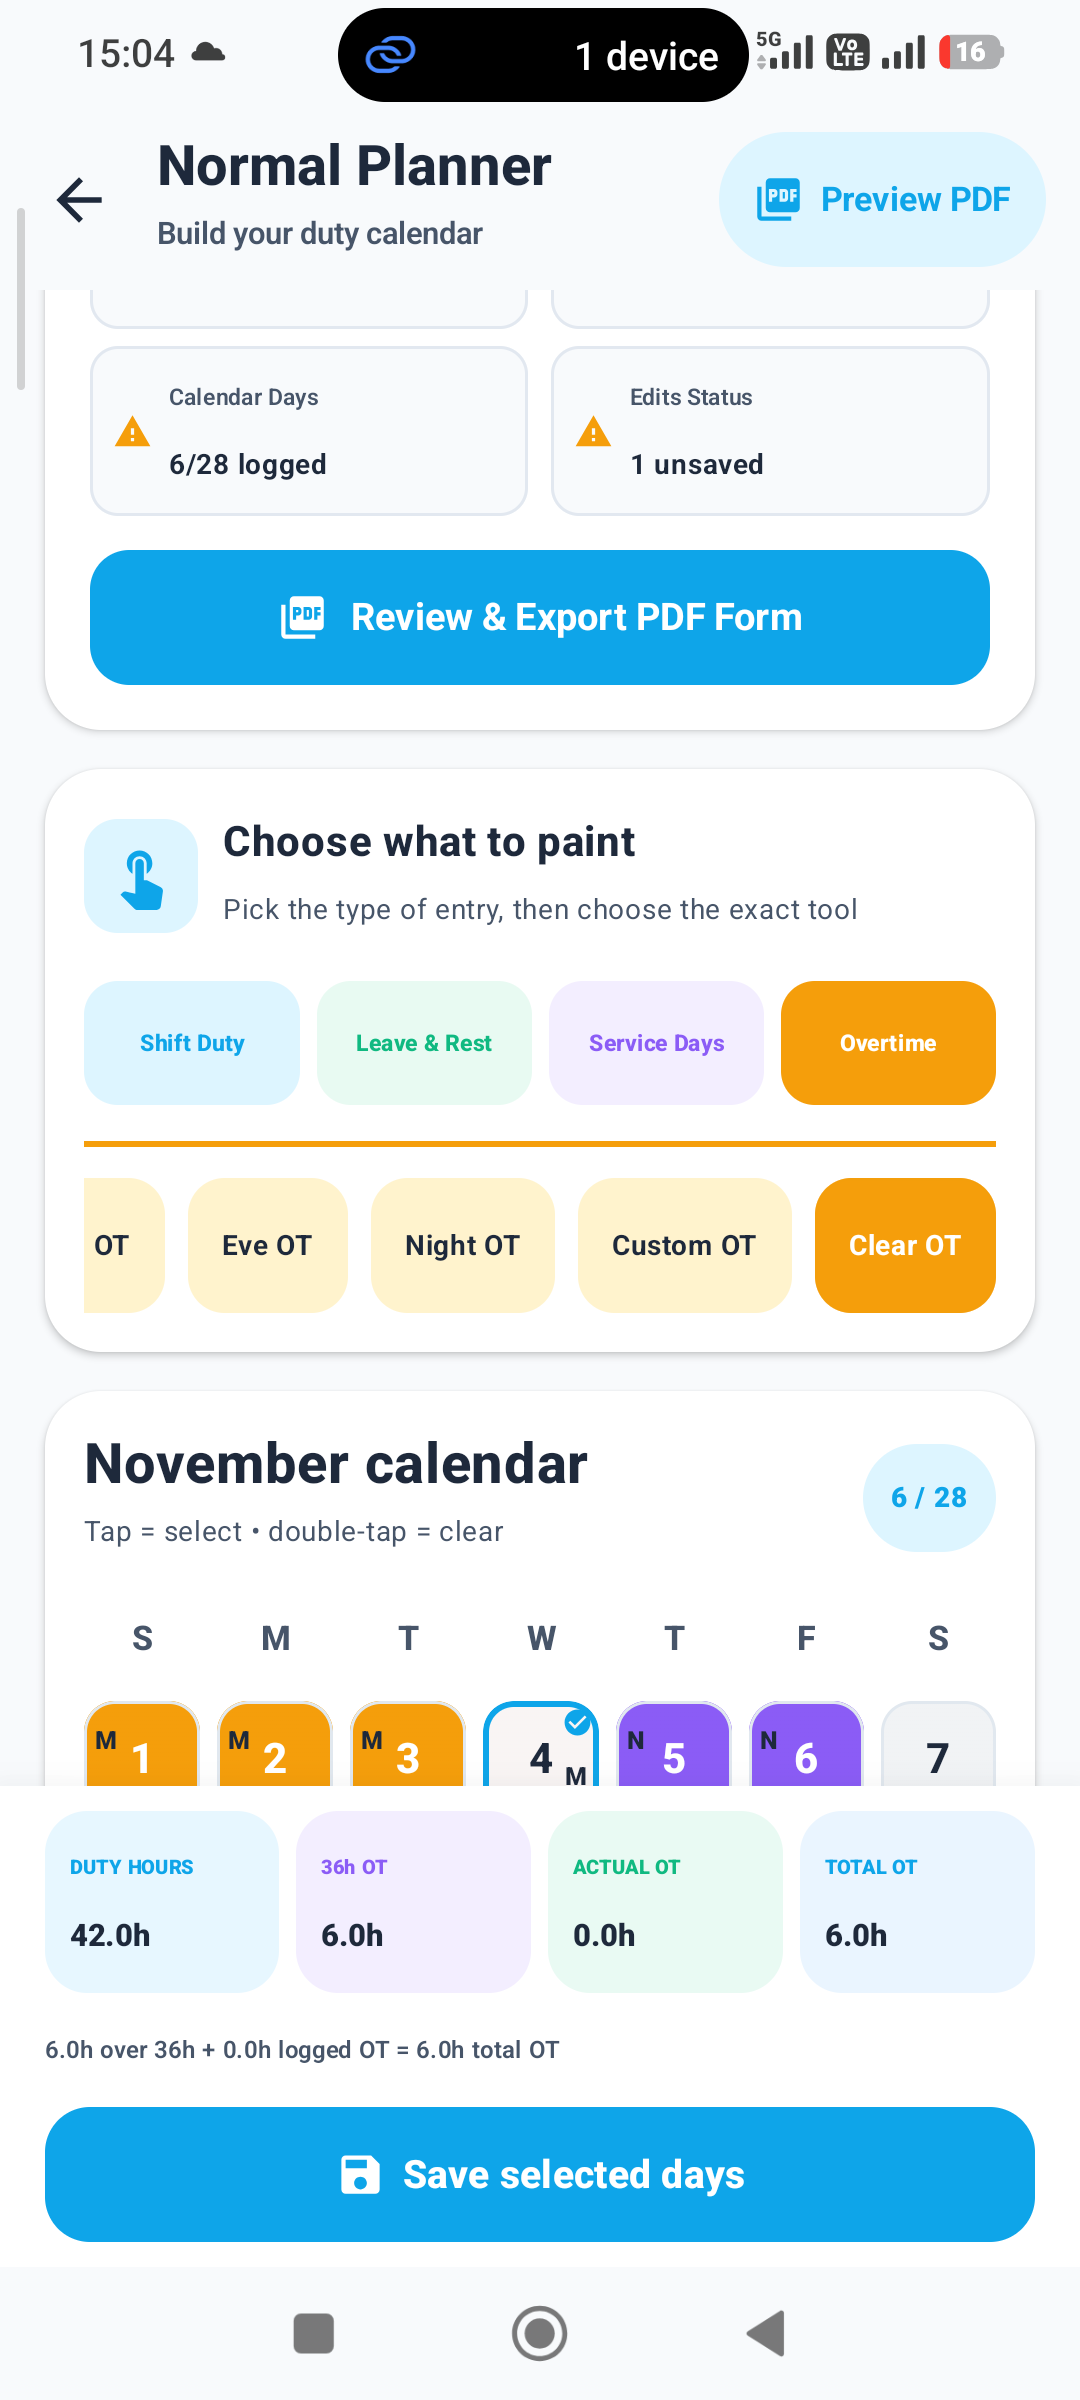 15:04
1 device
5G
Vo
LTE
16
Normal Planner
Build your duty calendar
PDF
Preview PDF
Calendar Days
6/28 logged
Edits Status
1 unsaved
PDF
Review & Export PDF Form
Choose what to paint
Pick the type of entry, then choose the exact tool
Shift Duty
Leave & Rest
Service Days
Overtime
OT
Eve OT
Night OT
Custom OT
Clear OT
November calendar
6 / 28
Tap = select • double-tap = clear
S M T W T F S
M 1
M 2
M 3
4 M
N 5
N 6
7
DUTY HOURS
42.0h
36h OT
6.0h
ACTUAL OT
0.0h
TOTAL OT
6.0h
6.0h over 36h + 0.0h logged OT = 6.0h total OT
Save selected days